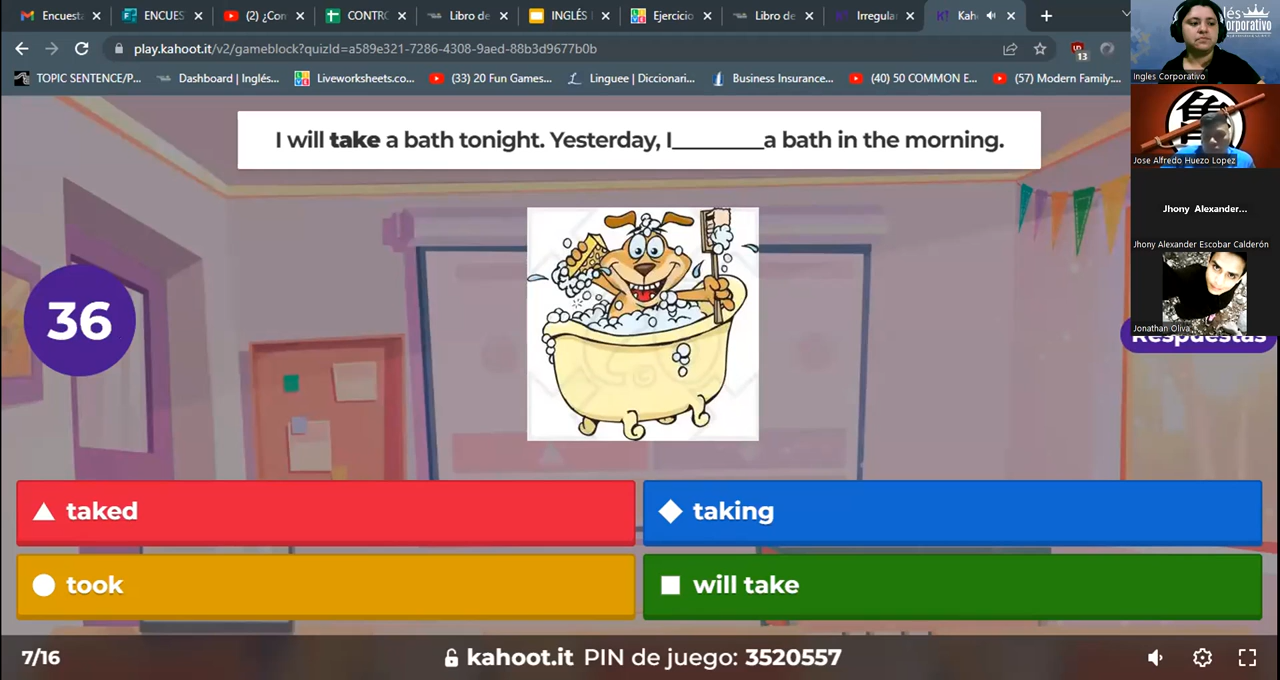 Encuest
ENCUES
(2) ¿Con
CONTRO
Libro de
INGLÉS
Ejercicio
Libro de
Irregula
Kah
play.kahoot.it/v2/gameblock?quizId=a589e321-7286-4308-9aed-88b3d9677b0b
13
TOPIC SENTENCE/P...
Dashboard | Inglés...
Liveworksheets.co...
(33) 20 Fun Games...
Linguee | Diccionari...
Business Insurance...
(40) 50 COMMON E...
(57) Modern Family:...
Ingles Corporativo
Jose Alfredo Huezo Lopez
Jhony Alexander...
Jhony Alexander Escobar Calderón
Jonathan Oliva
I will take a bath tonight. Yesterday, I________a bath in the morning.
36
Respuestas
taked
taking
took
will take
7/16
kahoot.it PIN de juego: 3520557